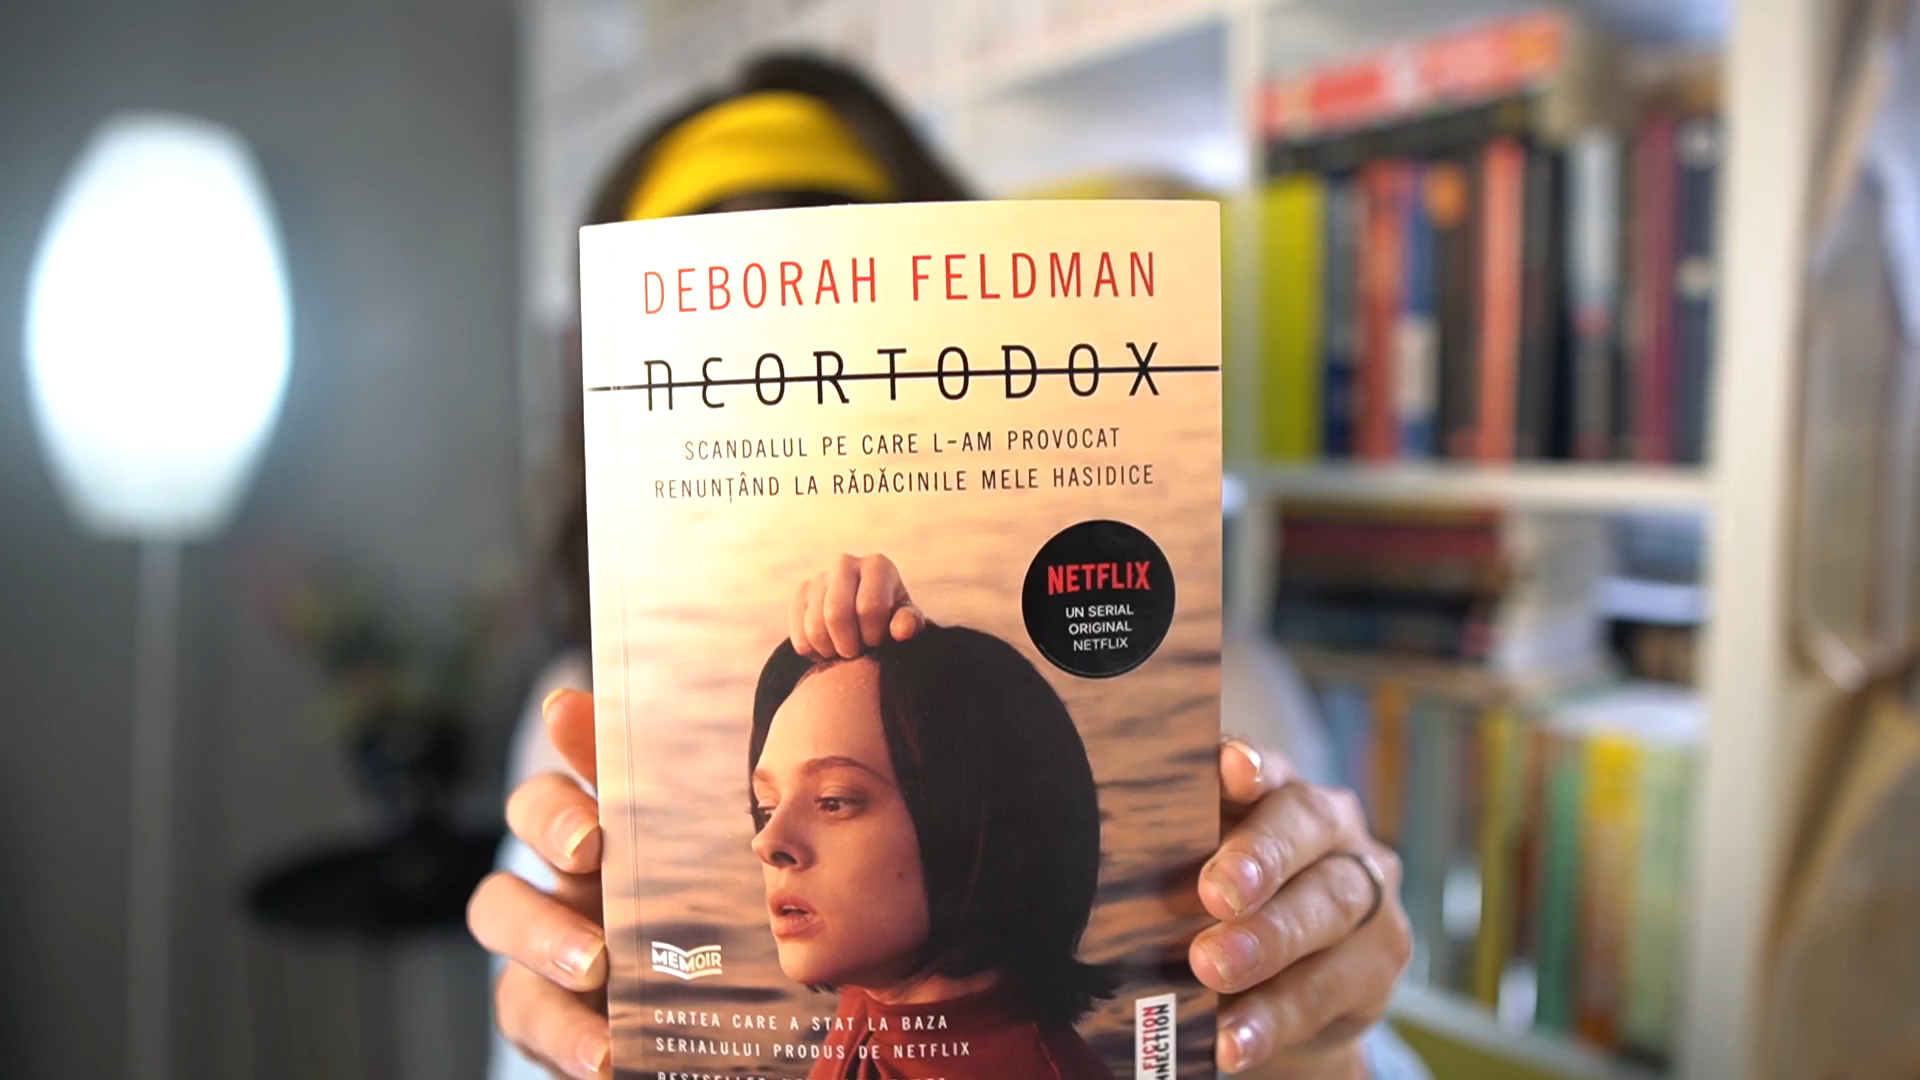 DEBORAH FELDMAN
NEORTODOX
SCANDALUL PE CARE L-AM PROVOCAT
RENUNȚÂND LA RĂDĂCINILE MELE HASIDICE
NETFLIX
UN SERIAL
ORIGINAL
NETFLIX
MEMOIR
CARTEA CARE A STAT LA BAZA
SERIALULUI PRODUS DE NETFLIX
BESTSELLER
FICTION